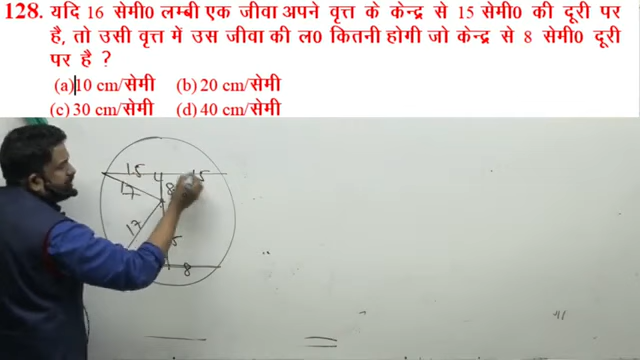 128. यदि 16 सेमी0 लम्बी एक जीवा अपने वृत्त के केन्द्र से 15 सेमी0 की दूरी पर
है, तो उसी वृत्त में उस जीवा की ल0 कितनी होगी जो केन्द्र से 8 सेमी0 दूरी
पर है ?
(a)10 cm/सेमी (b) 20 cm/सेमी
(c) 30 cm/सेमी (d) 40 cm/सेमी
15 15
17 8
17 5
8